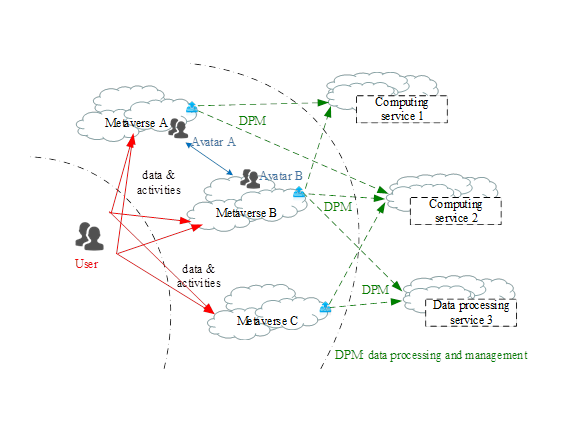 Computing
service 1
Metaverse A
DPM
Avatar A
data &
activities
Avatar B
Metaverse B
DPM
Computing
service 2
User
data &
activities
DPM
Data processing
service 3
Metaverse C
DPM: data processing and management